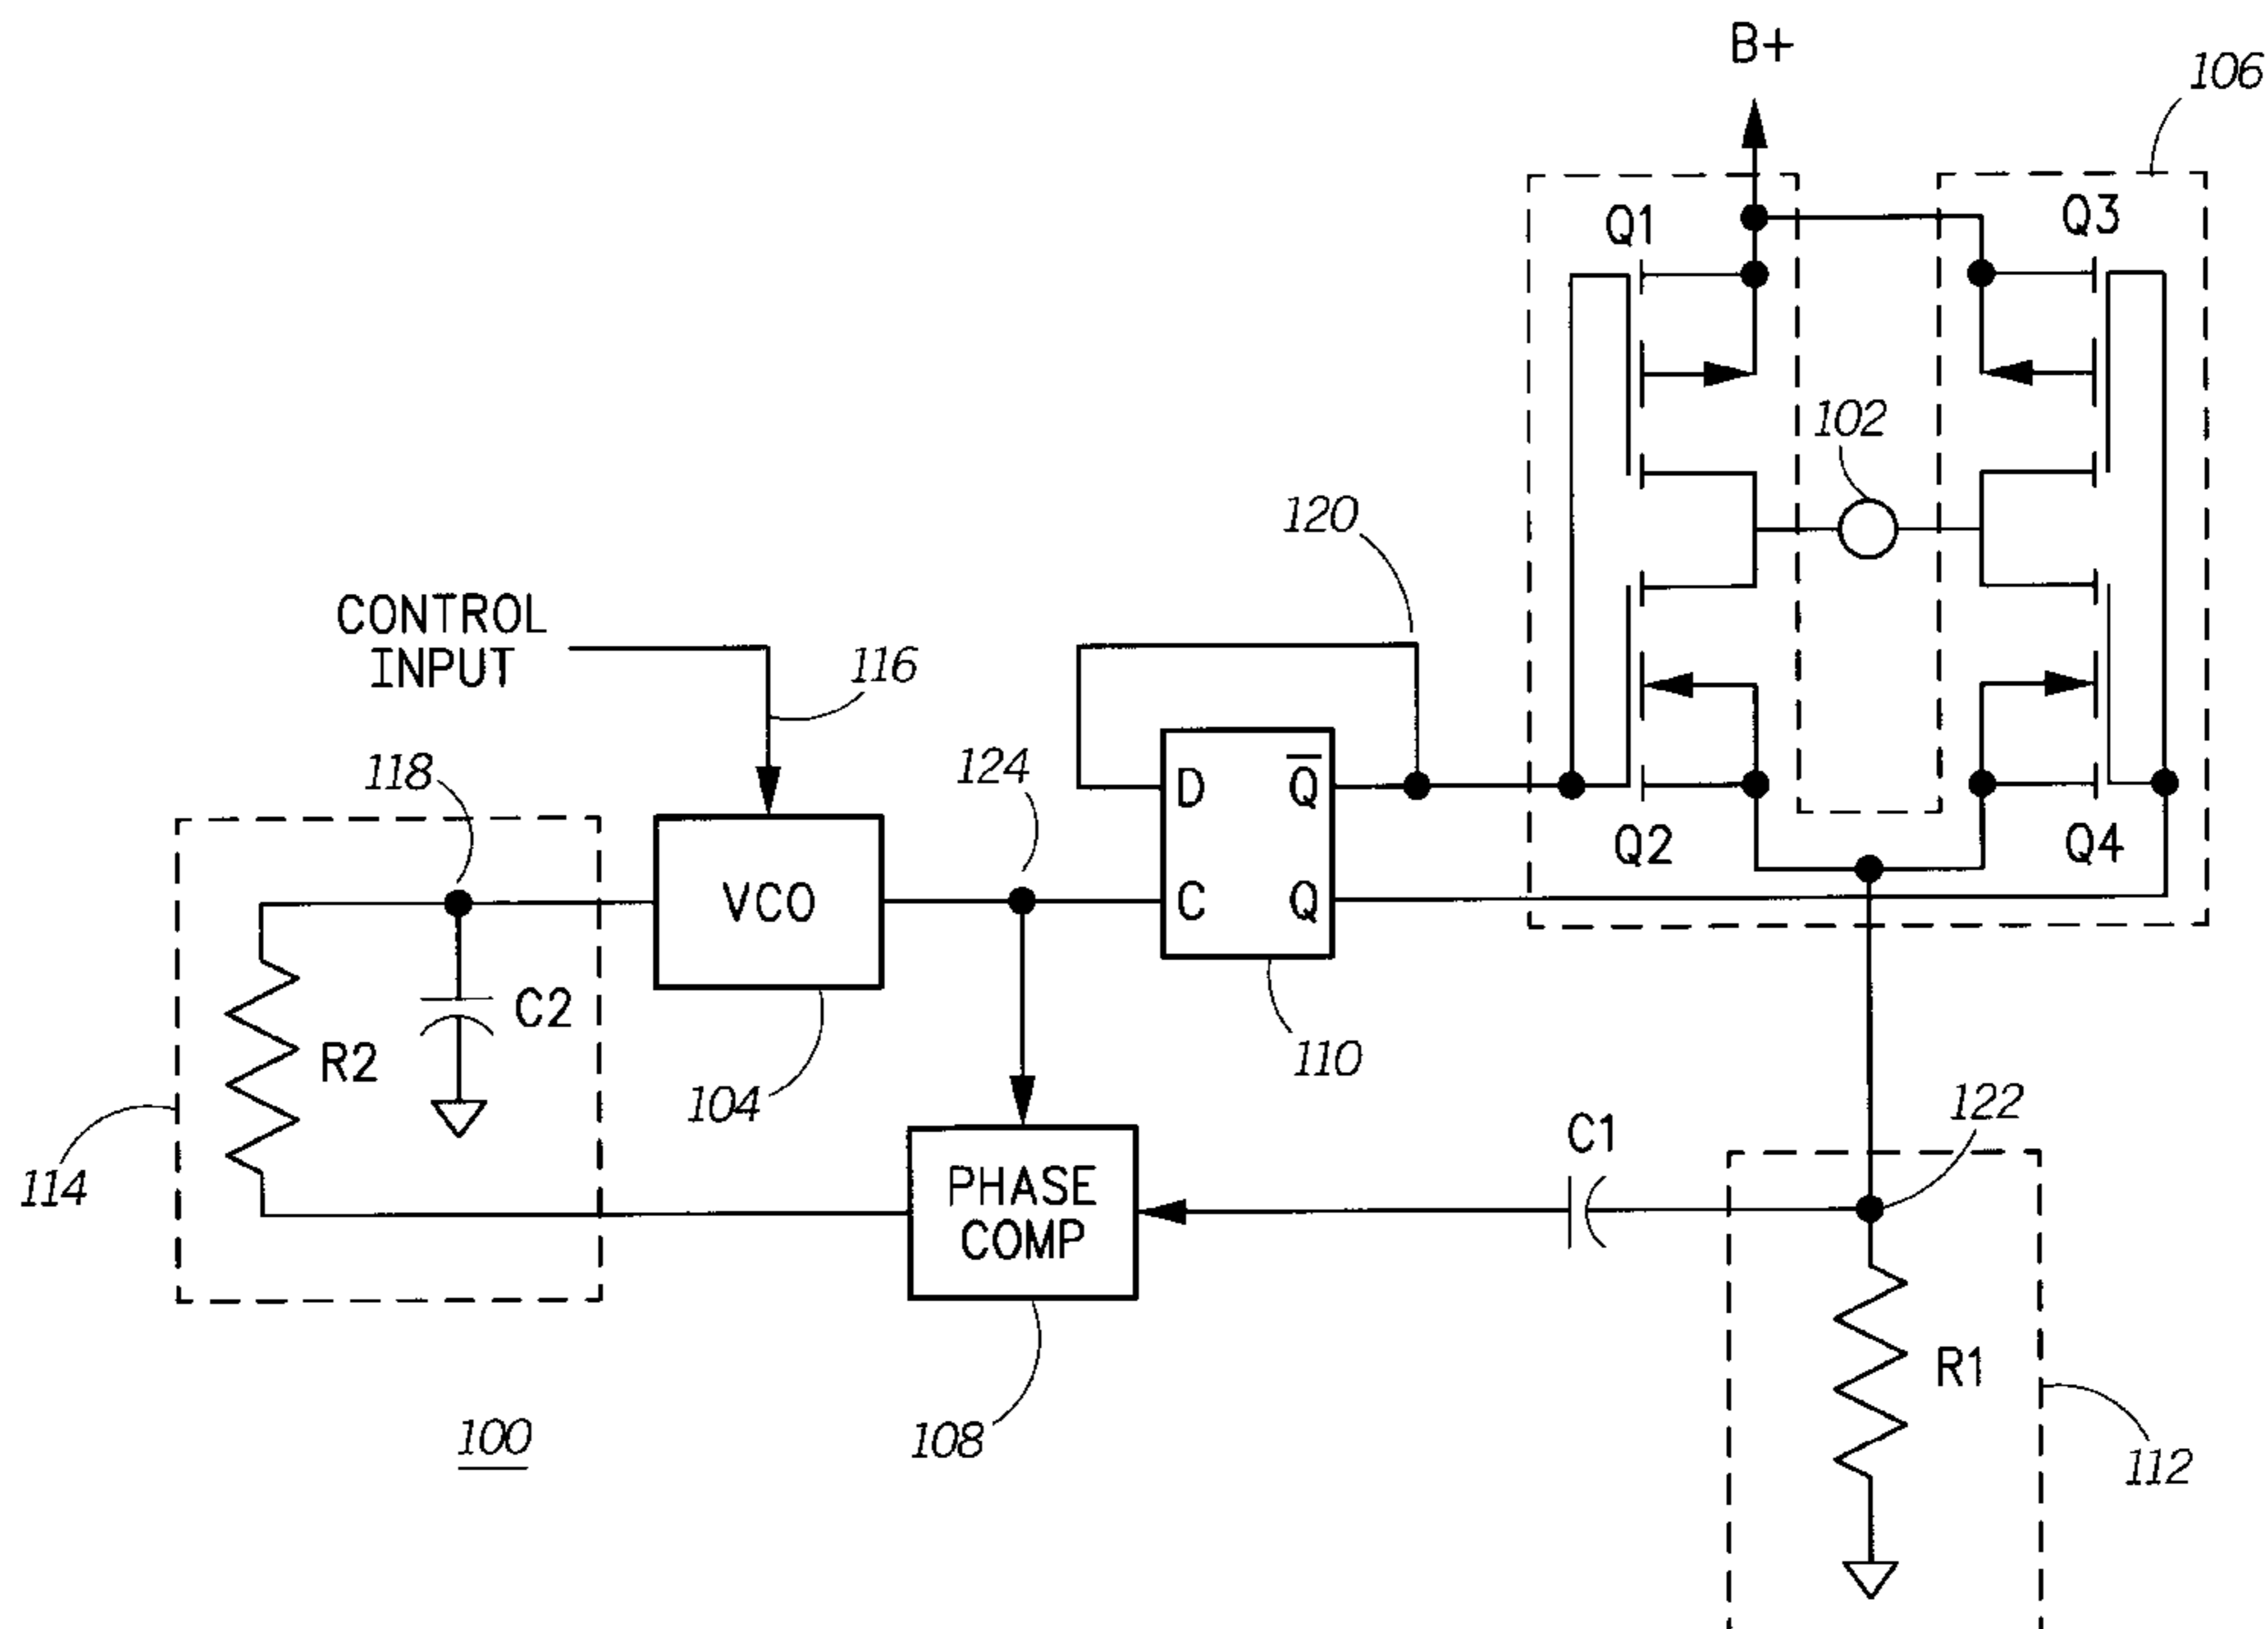 B+
106
Q1
Q3
102
120
CONTROL
INPUT
116
118
124
D
Q̅
VCO
C
Q
Q2
Q4
C2
R2
104
110
122
C1
114
PHASE
COMP
R1
100
108
112